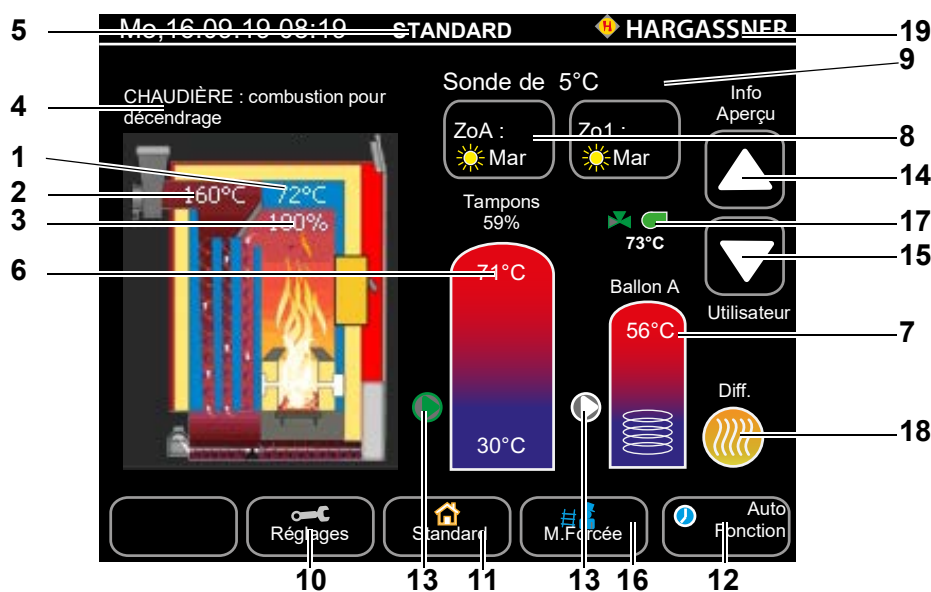 5
Mo,16.09.19 08:19
STANDARD
HARGASSNER
19
9
Sonde de 5°C
Info
Aperçu
4
CHAUDIÈRE : combustion pour
décendrage
ZoA :
Mar
Zo1 :
Mar
8
1
2
160°C
72°C
3
100%
14
Tampons
59%
17
73°C
15
6
71°C
Ballon A
Utilisateur
56°C
7
Diff.
18
30°C
Réglages
Standard
M.Forcée
Auto
Fonction
10
13
11
13
16
12